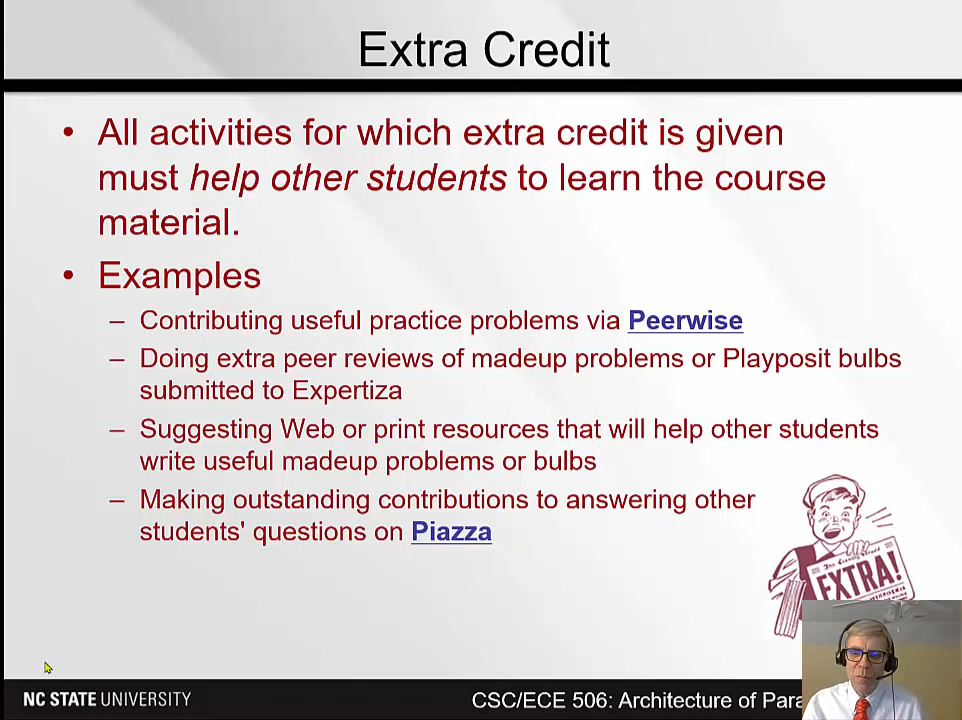 Extra Credit
• All activities for which extra credit is given
must help other students to learn the course
material.
• Examples
– Contributing useful practice problems via Peerwise
– Doing extra peer reviews of madeup problems or Playposit bulbs
submitted to Expertiza
– Suggesting Web or print resources that will help other students
write useful madeup problems or bulbs
– Making outstanding contributions to answering other
students' questions on Piazza
EXTRA!
NC STATE UNIVERSITY
CSC/ECE 506: Architecture of